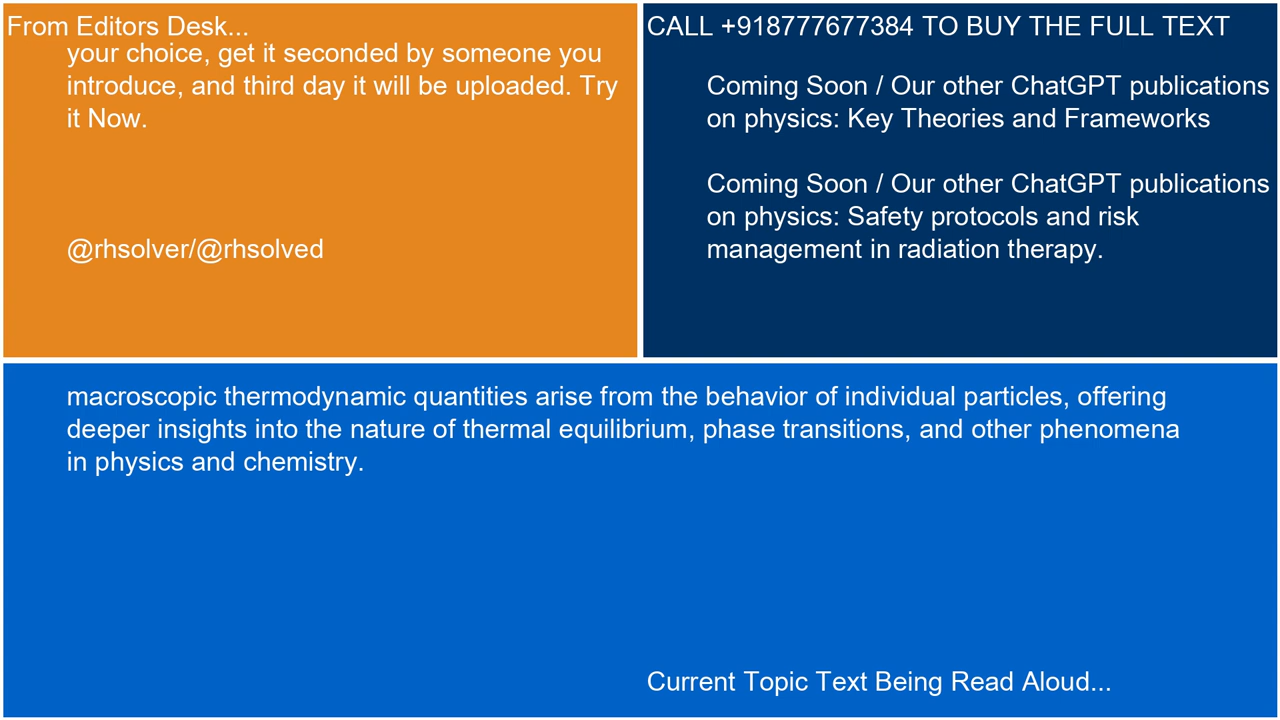 From Editors Desk...
your choice, get it seconded by someone you
introduce, and third day it will be uploaded. Try
it Now.
@rhsolver/@rhsolved
CALL +918777677384 TO BUY THE FULL TEXT
Coming Soon / Our other ChatGPT publications
on physics: Key Theories and Frameworks
Coming Soon / Our other ChatGPT publications
on physics: Safety protocols and risk
management in radiation therapy.
macroscopic thermodynamic quantities arise from the behavior of individual particles, offering
deeper insights into the nature of thermal equilibrium, phase transitions, and other phenomena
in physics and chemistry.
Current Topic Text Being Read Aloud...